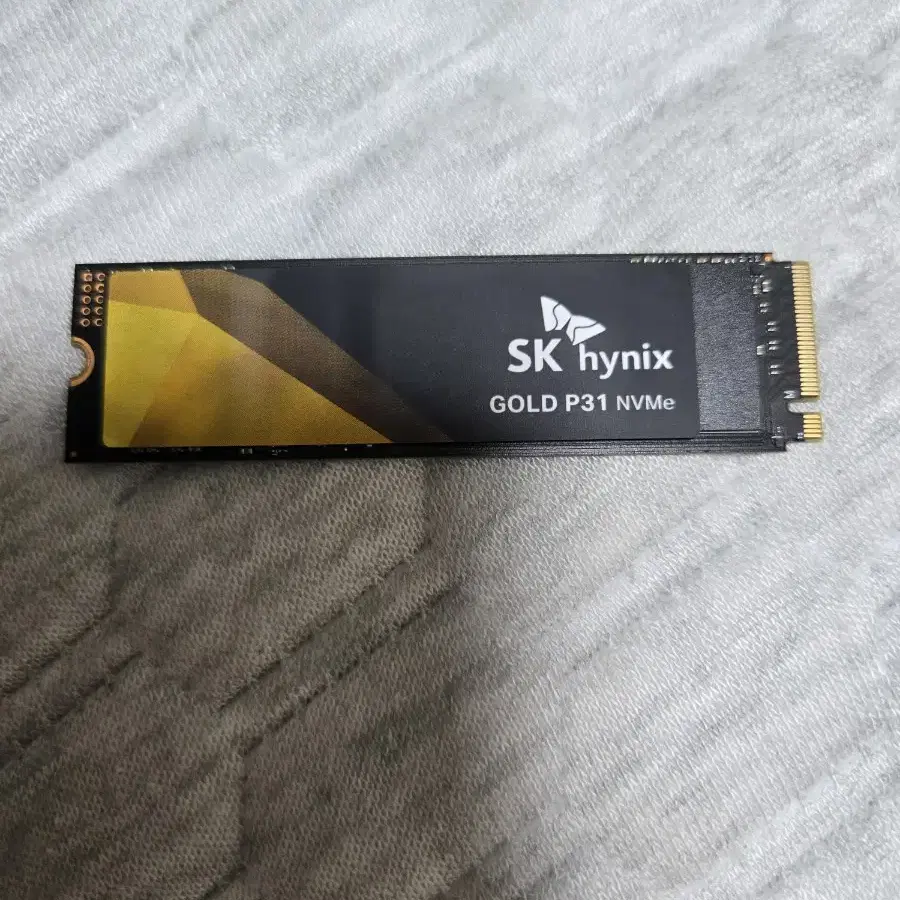 SK hynix
GOLD P31 NVMe
M